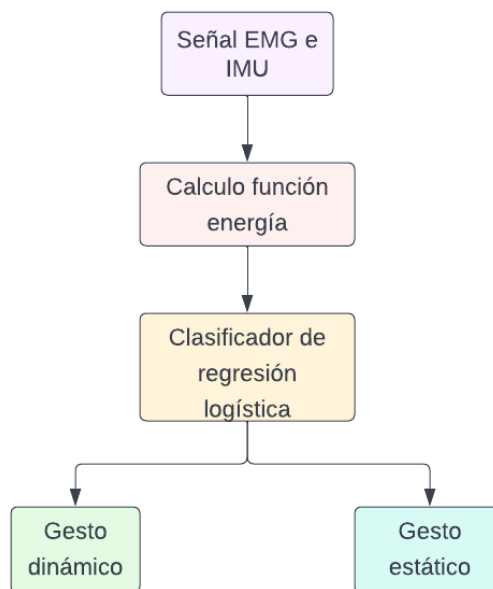 Señal EMG e
IMU
Calculo función
energía
Clasificador de
regresión
logística
Gesto
dinámico
Gesto
estático